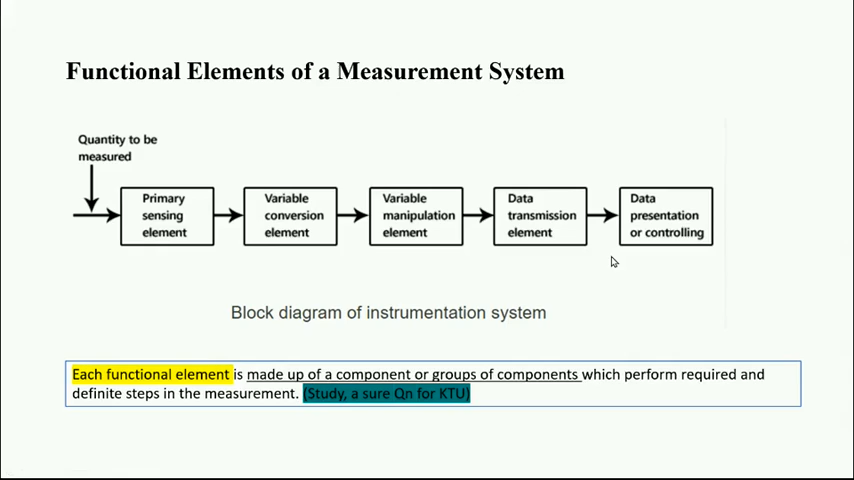 Functional Elements of a Measurement System
Quantity to be
measured
Primary
sensing
element
Variable
conversion
element
Variable
manipulation
element
Data
transmission
element
Data
presentation
or controlling
Block diagram of instrumentation system
Each functional element is made up of a component or groups of components which perform required and
definite steps in the measurement. (Study, a sure Qn for KTU)